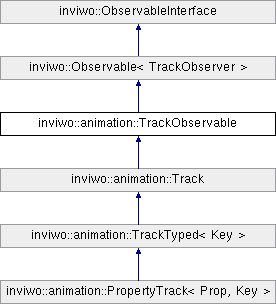 inviwo::ObservableInterface
inviwo::Observable< TrackObserver >
inviwo::animation::TrackObservable
inviwo::animation::Track
inviwo::animation::TrackTyped< Key >
inviwo::animation::PropertyTrack< Prop, Key >